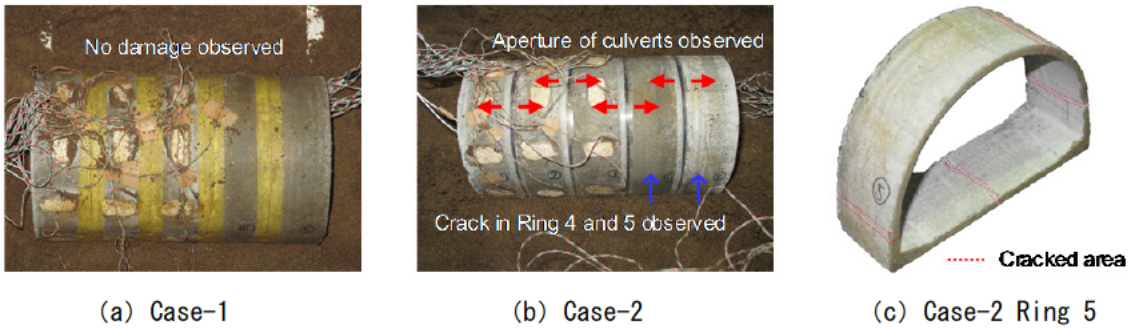 No damage observed
Aperture of culverts observed
Crack in Ring 4 and 5 observed
5
Cracked area
(a) Case-1
(b) Case-2
(c) Case-2 Ring 5